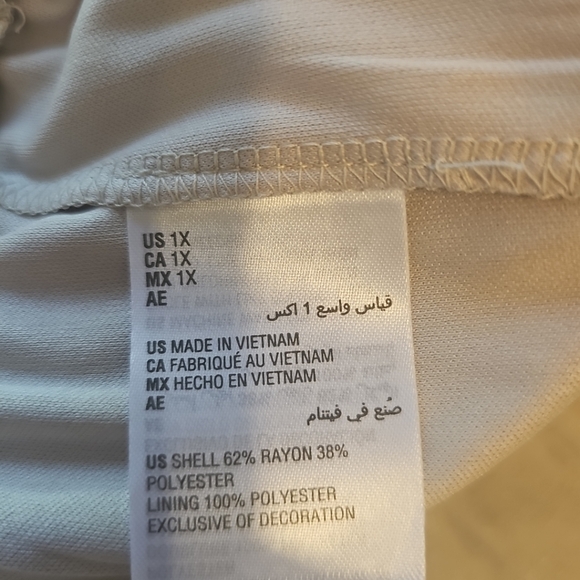 US 1X
CA 1X
MX 1X
AE
قياس واسع 1 اكس
US MADE IN VIETNAM
CA FABRIQUÉ AU VIETNAM
MX HECHO EN VIETNAM
AE
صُنع في فيتنام
US SHELL 62% RAYON 38%
POLYESTER
LINING 100% POLYESTER
EXCLUSIVE OF DECORATION